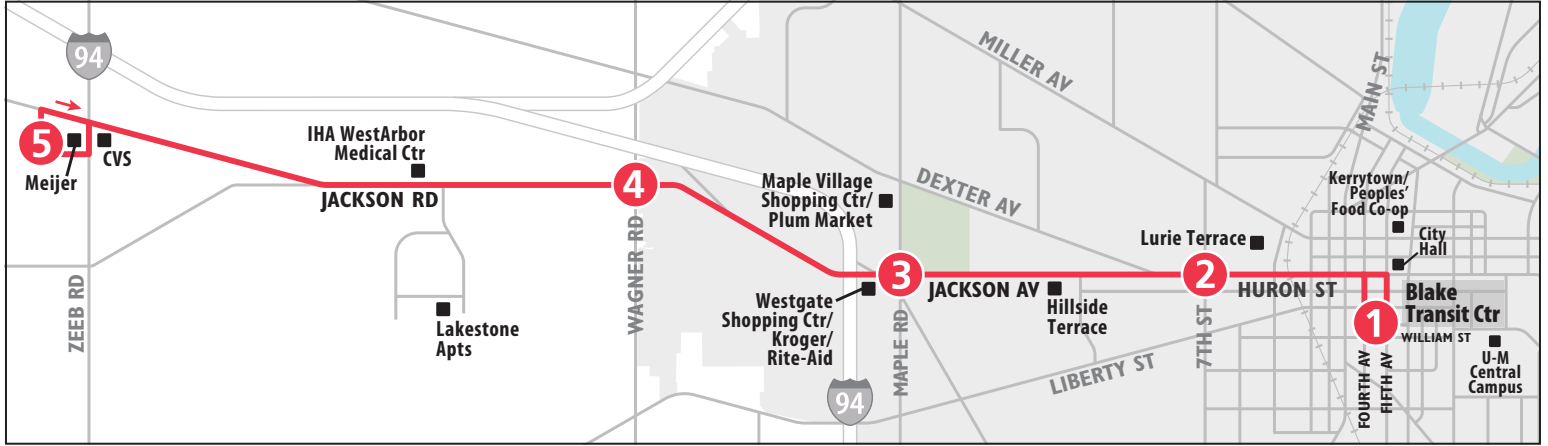 94
5
Meijer
CVS
ZEEB RD
IHA WestArbor
Medical Ctr
JACKSON RD
Lakestone
Apts
4
WAGNER RD
Maple Village
Shopping Ctr/
Plum Market
Westgate
Shopping Ctr/
Kroger/
Rite-Aid
94
3
MAPLE RD
JACKSON AV
Hillside
Terrace
DEXTER AV
MILLER AV
LIBERTY ST
Lurie Terrace
2
7TH ST
HURON ST
MAIN ST
Kerrytown/
Peoples'
Food Co-op
City
Hall
Blake
Transit Ctr
1
WILLIAM ST
FOURTH AV
FIFTH AV
U-M
Central
Campus